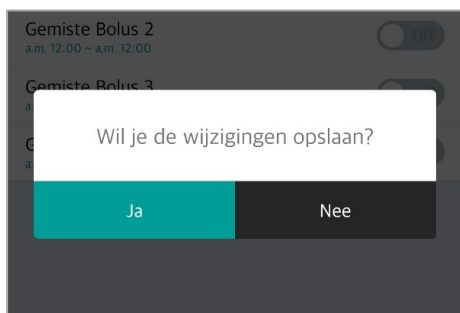 Gemiste Bolus 2
a.m. 12:00 ~ a.m. 12:00
UIT
Gemiste Bolus 3
Wil je de wijzigingen opslaan?
Ja
Nee